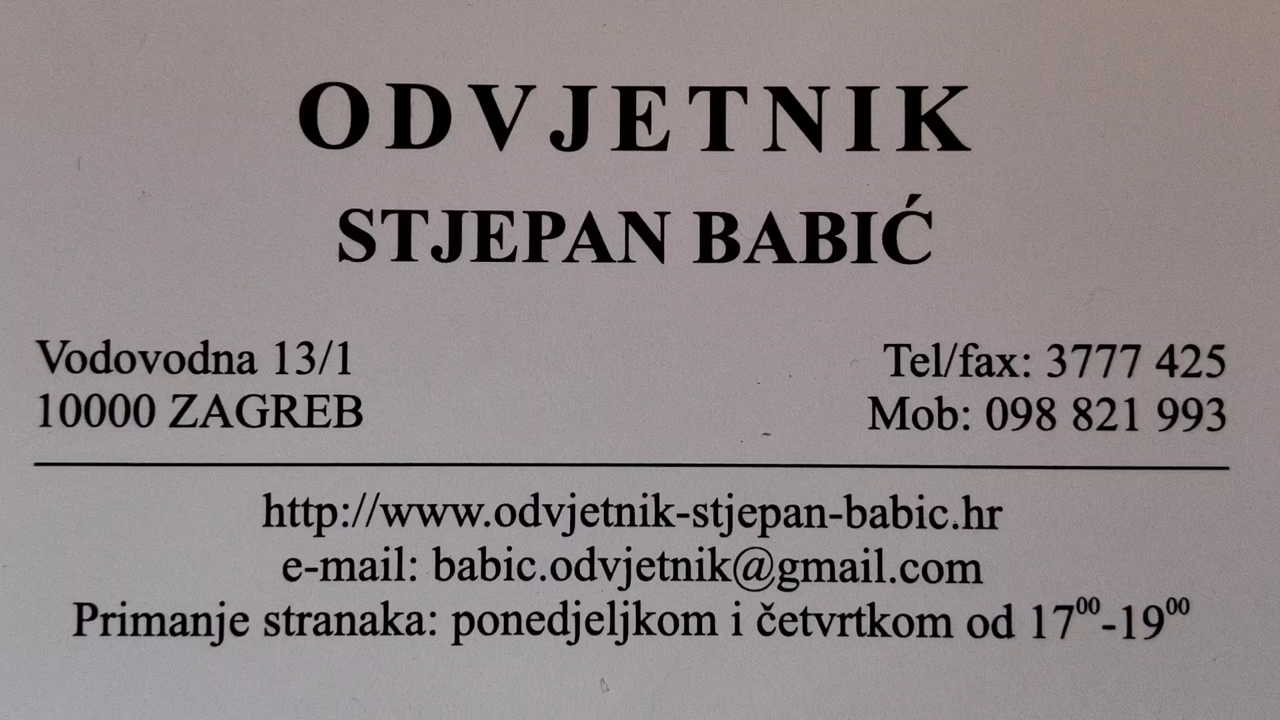 ODVJETNIK
STJEPAN BABIĆ
Vodovodna 13/1
10000 ZAGREB
Tel/fax: 3777 425
Mob: 098 821 993
http://www.odvjetnik-stjepan-babic.hr
e-mail: babic.odvjetnik@gmail.com
Primanje stranaka: ponedjeljkom i četvrtkom od 17⁰⁰-19⁰⁰